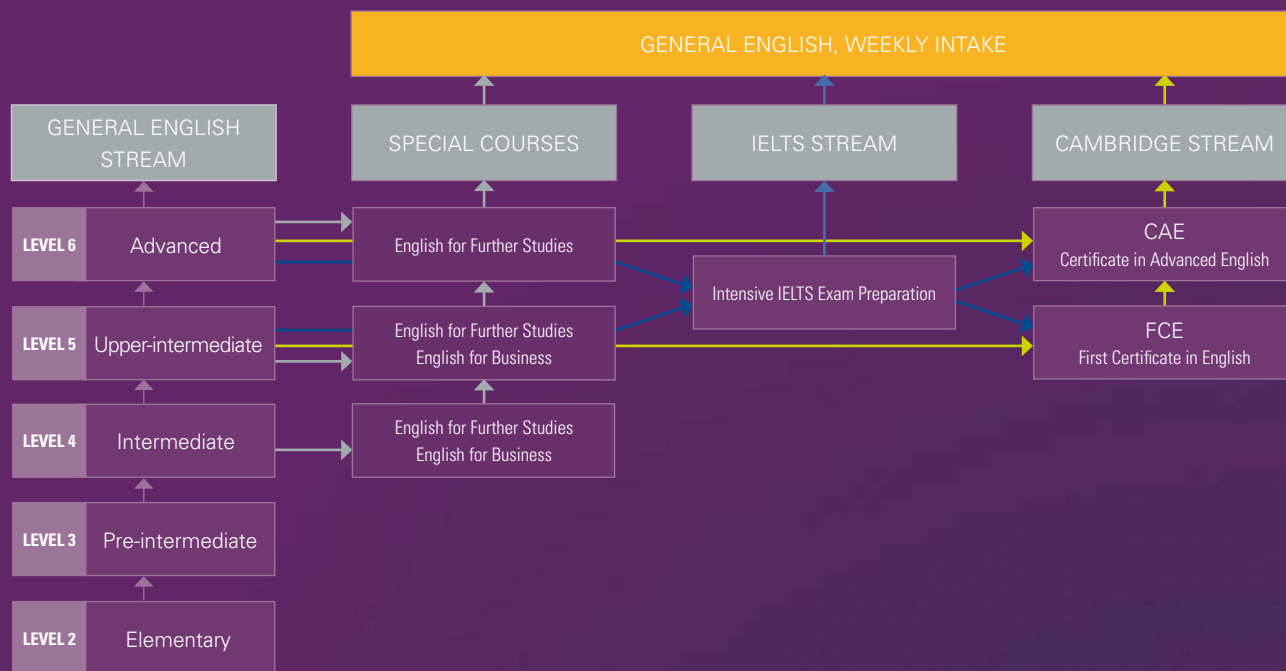 GENERAL ENGLISH, WEEKLY INTAKE
GENERAL ENGLISH
STREAM
SPECIAL COURSES
IELTS STREAM
CAMBRIDGE STREAM
LEVEL 6
Advanced
English for Further Studies
CAE
Certificate in Advanced English
Intensive IELTS Exam Preparation
LEVEL 5
Upper-intermediate
English for Further Studies
English for Business
FCE
First Certificate in English
LEVEL 4
Intermediate
English for Further Studies
English for Business
LEVEL 3
Pre-intermediate
LEVEL 2
Elementary